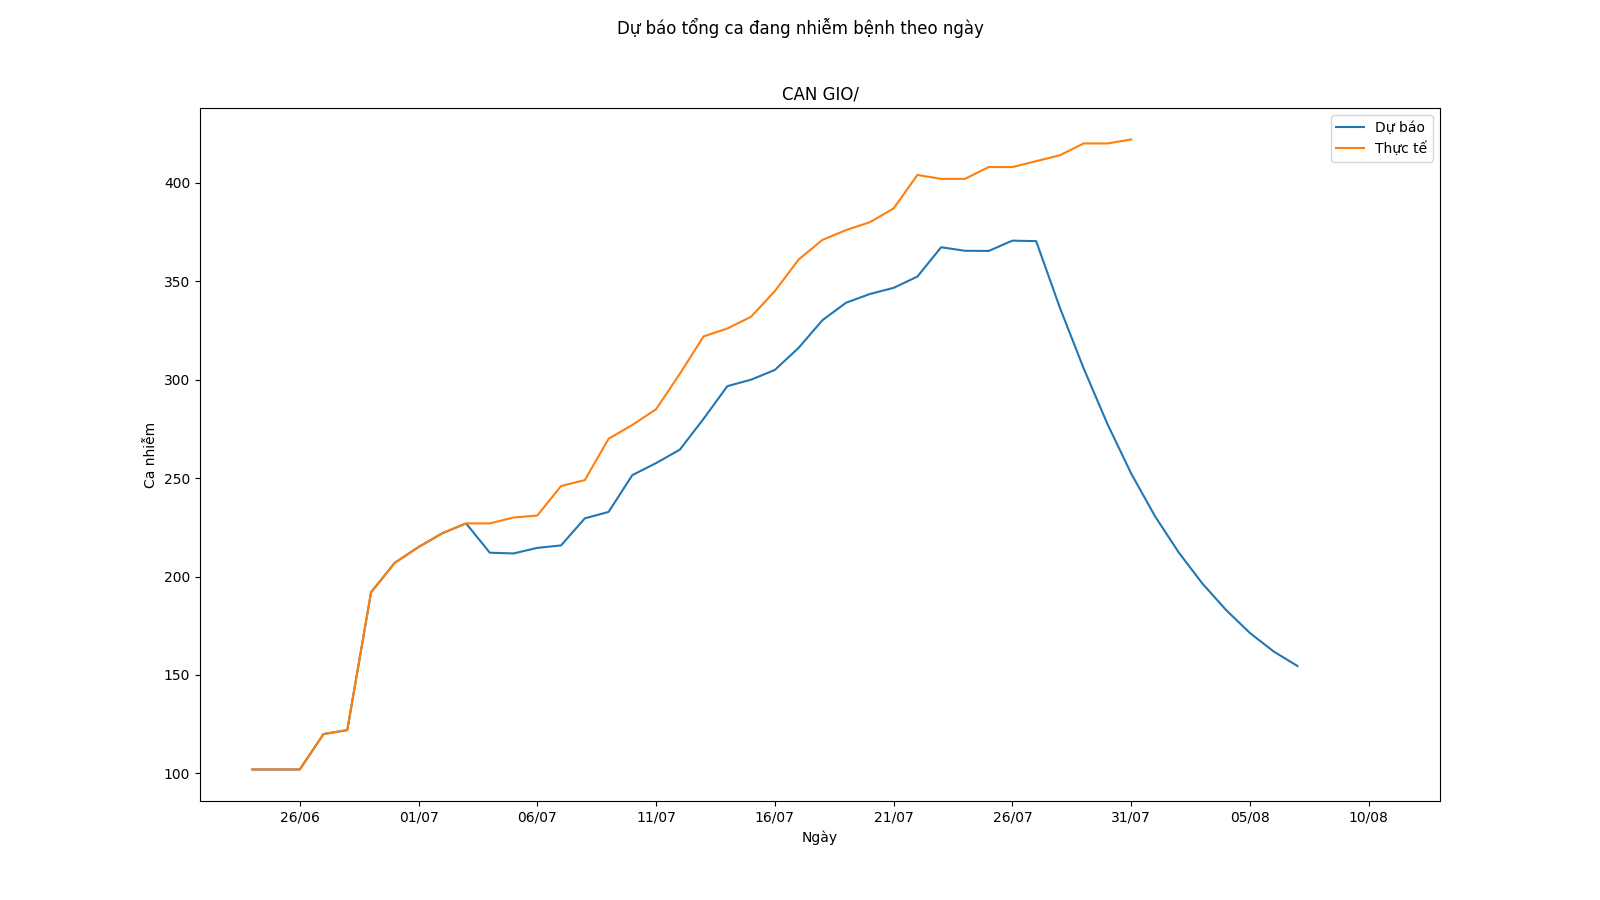 Dự báo tổng ca đang nhiễm bệnh theo ngày
CAN GIO/
Dự báo
Thực tế
400
350
300
250
200
150
100
Ca nhiễm
26/06
01/07
06/07
11/07
16/07
21/07
26/07
31/07
05/08
10/08
Ngày